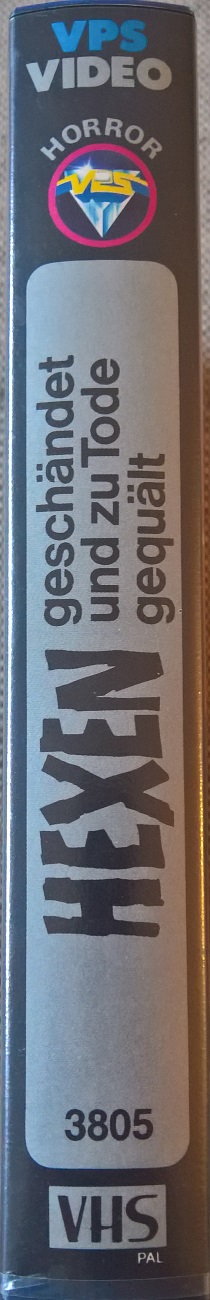 VPS
VIDEO
HORROR
VPS
HEXEN
geschändet
und zu Tode
gequält
3805
VHS
PAL